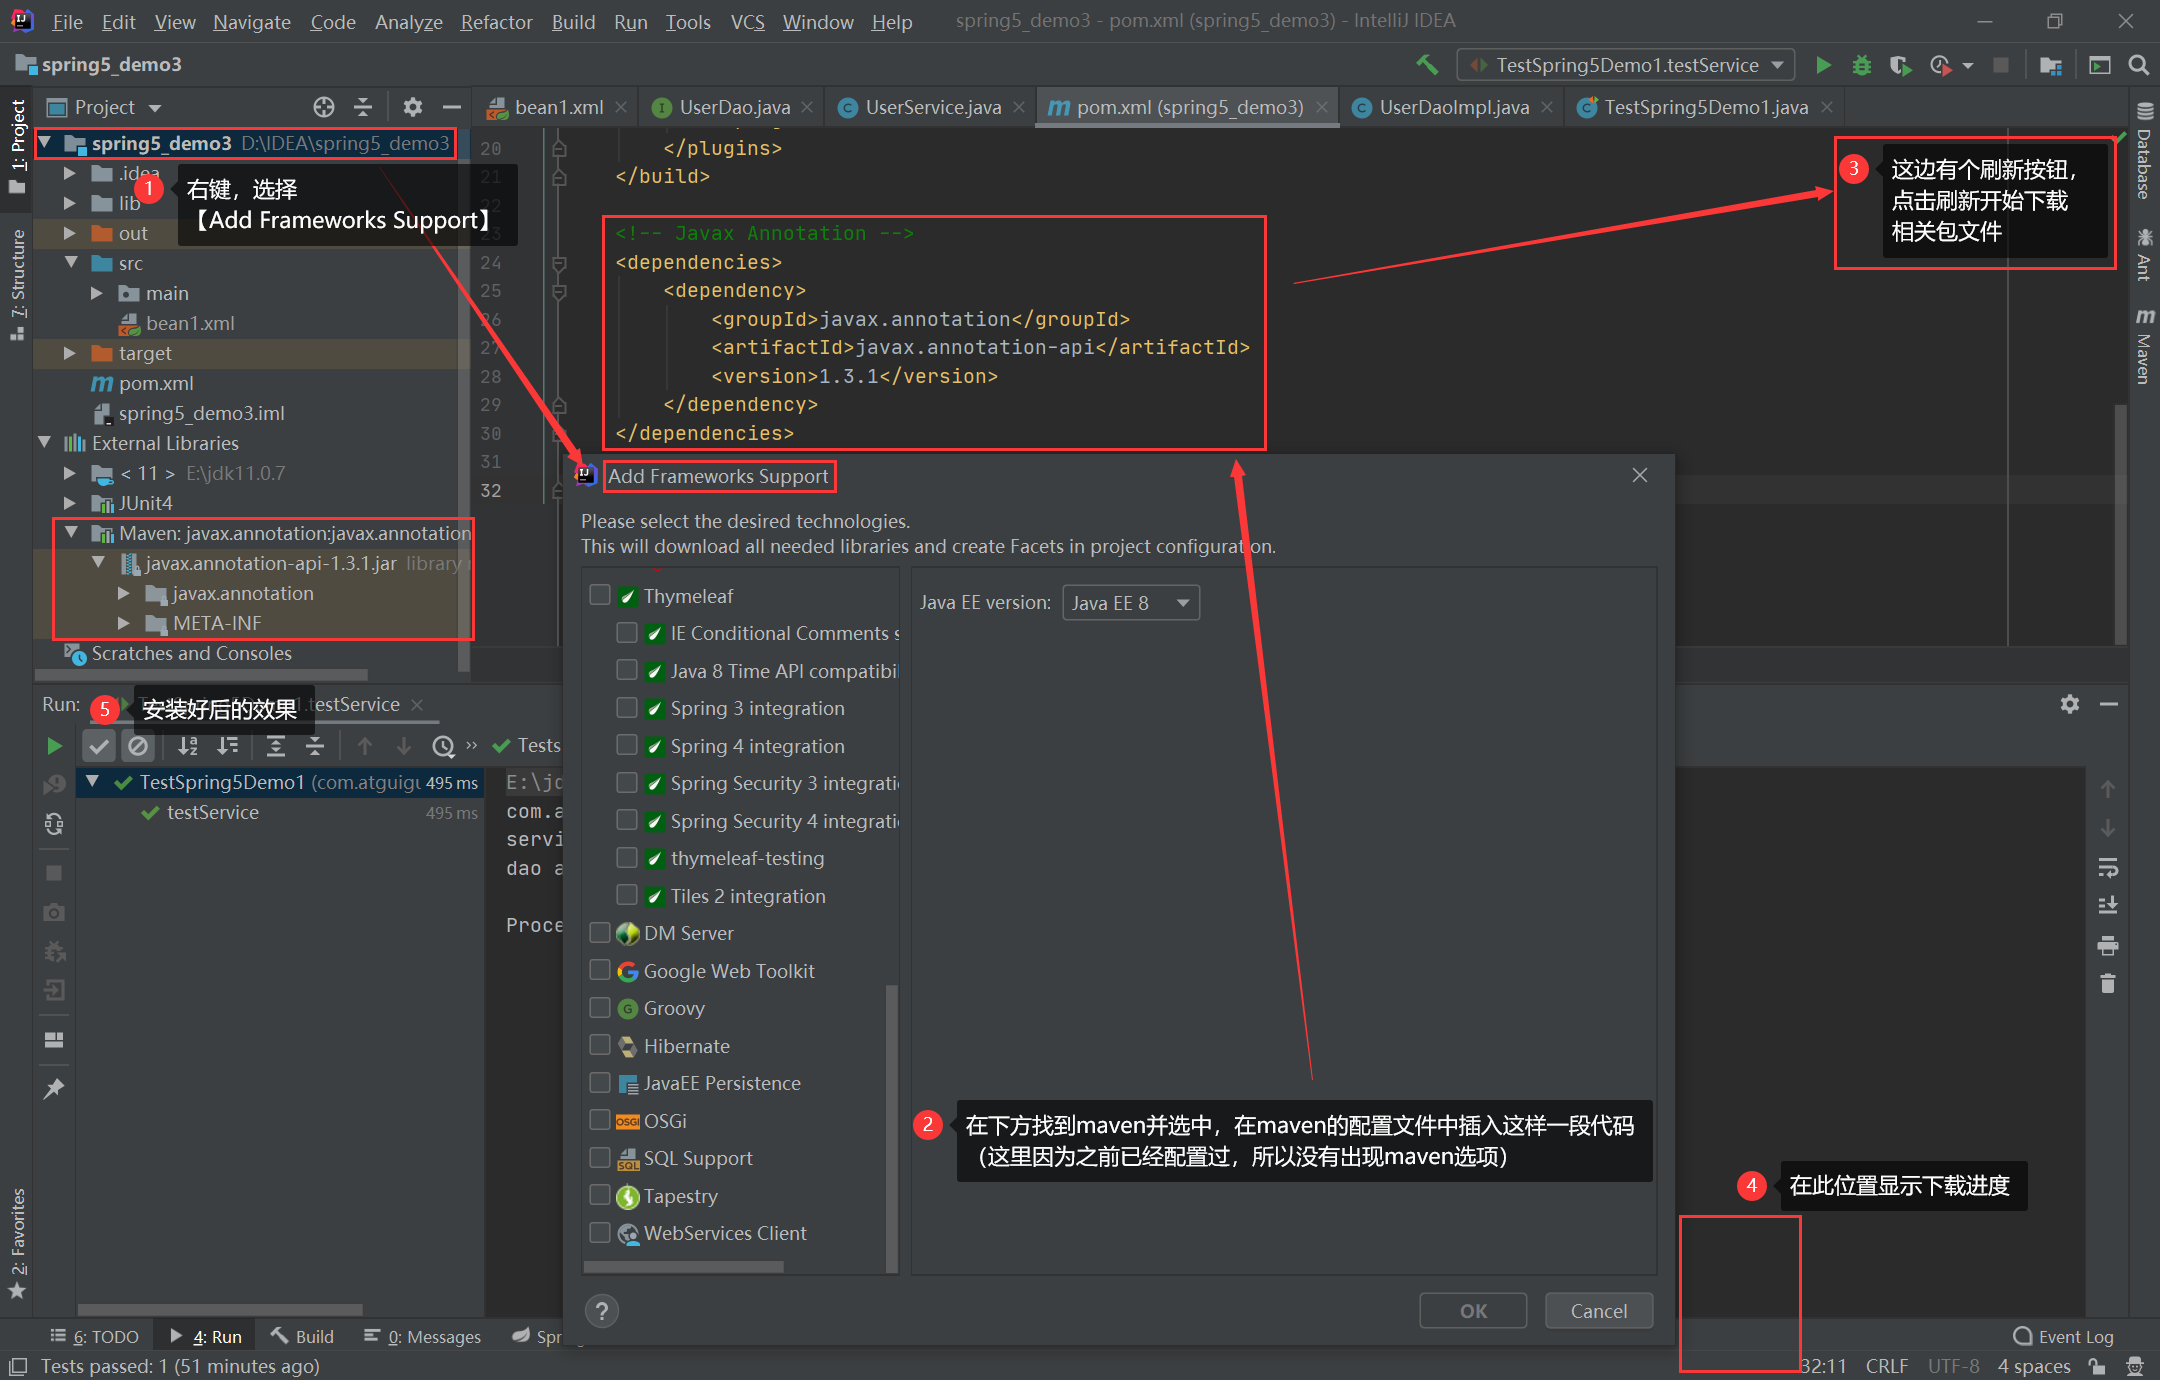 File Edit View Navigate Code Analyze Refactor Build Run Tools VCS Window Help spring5_demo3 - pom.xml (spring5_demo3) - IntelliJ IDEA
spring5_demo3
TestSpring5Demo1.testService
Project
bean1.xml UserDao.java UserService.java pom.xml (spring5_demo3) UserDaoImpl.java TestSpring5Demo1.java
1: Project
7: Structure
2: Favorites
Database
Ant
Maven
spring5_demo3 D:\IDEA\spring5_demo3
.idea
lib
out
src
main
bean1.xml
target
pom.xml
spring5_demo3.iml
External Libraries
< 11 > E:\jdk11.0.7
JUnit4
Maven: javax.annotation:javax.annotation
javax.annotation-api-1.3.1.jar library
javax.annotation
META-INF
Scratches and Consoles
1 右键，选择
【Add Frameworks Support】
20 </plugins>
21 </build>
22
23 <!-- Javax Annotation -->
24 <dependencies>
25 <dependency>
26 <groupId>javax.annotation</groupId>
27 <artifactId>javax.annotation-api</artifactId>
28 <version>1.3.1</version>
29 </dependency>
30 </dependencies>
31
32
3 这边有个刷新按钮，
点击刷新开始下载
相关包文件
Add Frameworks Support
Please select the desired technologies.
This will download all needed libraries and create Facets in project configuration.
Thymeleaf
IE Conditional Comments s
Java 8 Time API compatibi
Spring 3 integration
Spring 4 integration
Spring Security 3 integrati
Spring Security 4 integrati
thymeleaf-testing
Tiles 2 integration
DM Server
Google Web Toolkit
Groovy
Hibernate
JavaEE Persistence
OSGi
SQL Support
Tapestry
WebServices Client
Java EE version: Java EE 8
2 在下方找到maven并选中，在maven的配置文件中插入这样一段代码
（这里因为之前已经配置过，所以没有出现maven选项）
? OK Cancel
4 在此位置显示下载进度
Run: 1.testService
5 安装好后的效果
» Tests
TestSpring5Demo1 (com.atguigu 495 ms
testService 495 ms
E:\jd
com.a
servi
dao a
Proce
6: TODO 4: Run Build 0: Messages Spr Event Log
Tests passed: 1 (51 minutes ago) 32:11 CRLF UTF-8 4 spaces